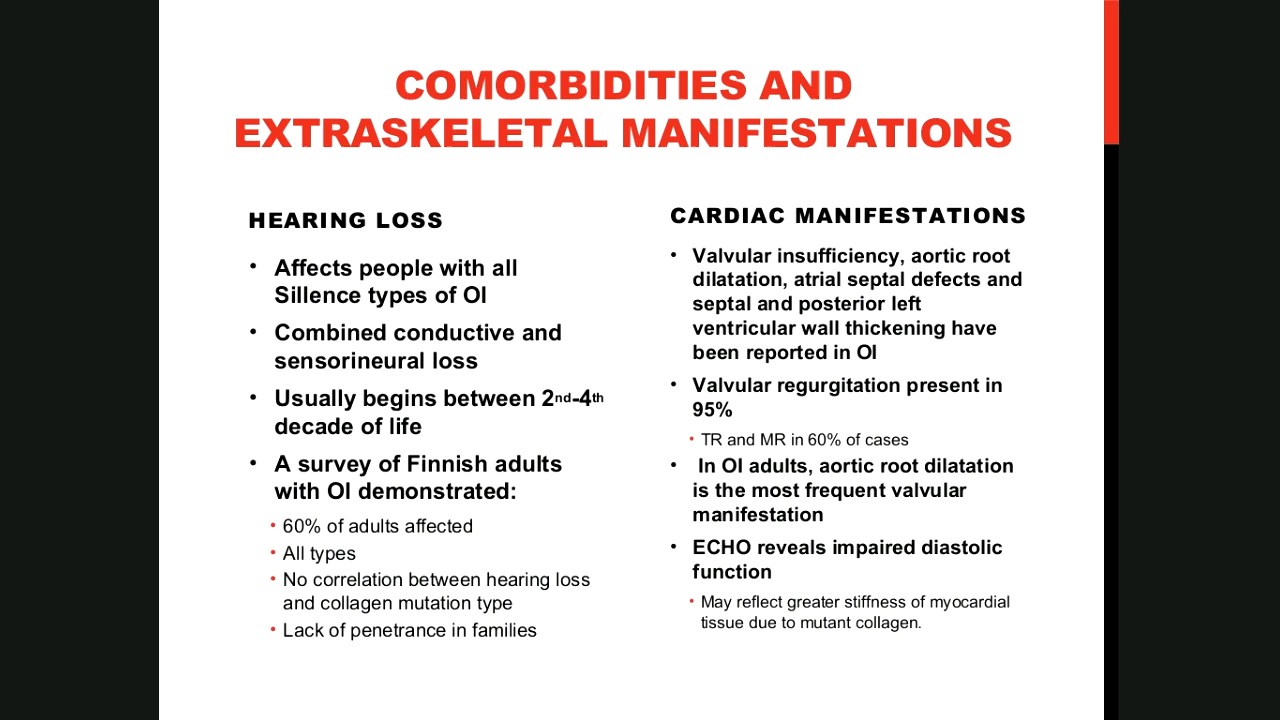 COMORBIDITIES AND
EXTRASKELETAL MANIFESTATIONS
HEARING LOSS
• Affects people with all
Sillence types of OI
• Combined conductive and
sensorineural loss
• Usually begins between 2nd-4th
decade of life
• A survey of Finnish adults
with OI demonstrated:
• 60% of adults affected
• All types
• No correlation between hearing loss
and collagen mutation type
• Lack of penetrance in families
CARDIAC MANIFESTATIONS
• Valvular insufficiency, aortic root
dilatation, atrial septal defects and
septal and posterior left
ventricular wall thickening have
been reported in OI
• Valvular regurgitation present in
95%
• TR and MR in 60% of cases
• In OI adults, aortic root dilatation
is the most frequent valvular
manifestation
• ECHO reveals impaired diastolic
function
• May reflect greater stiffness of myocardial
tissue due to mutant collagen.